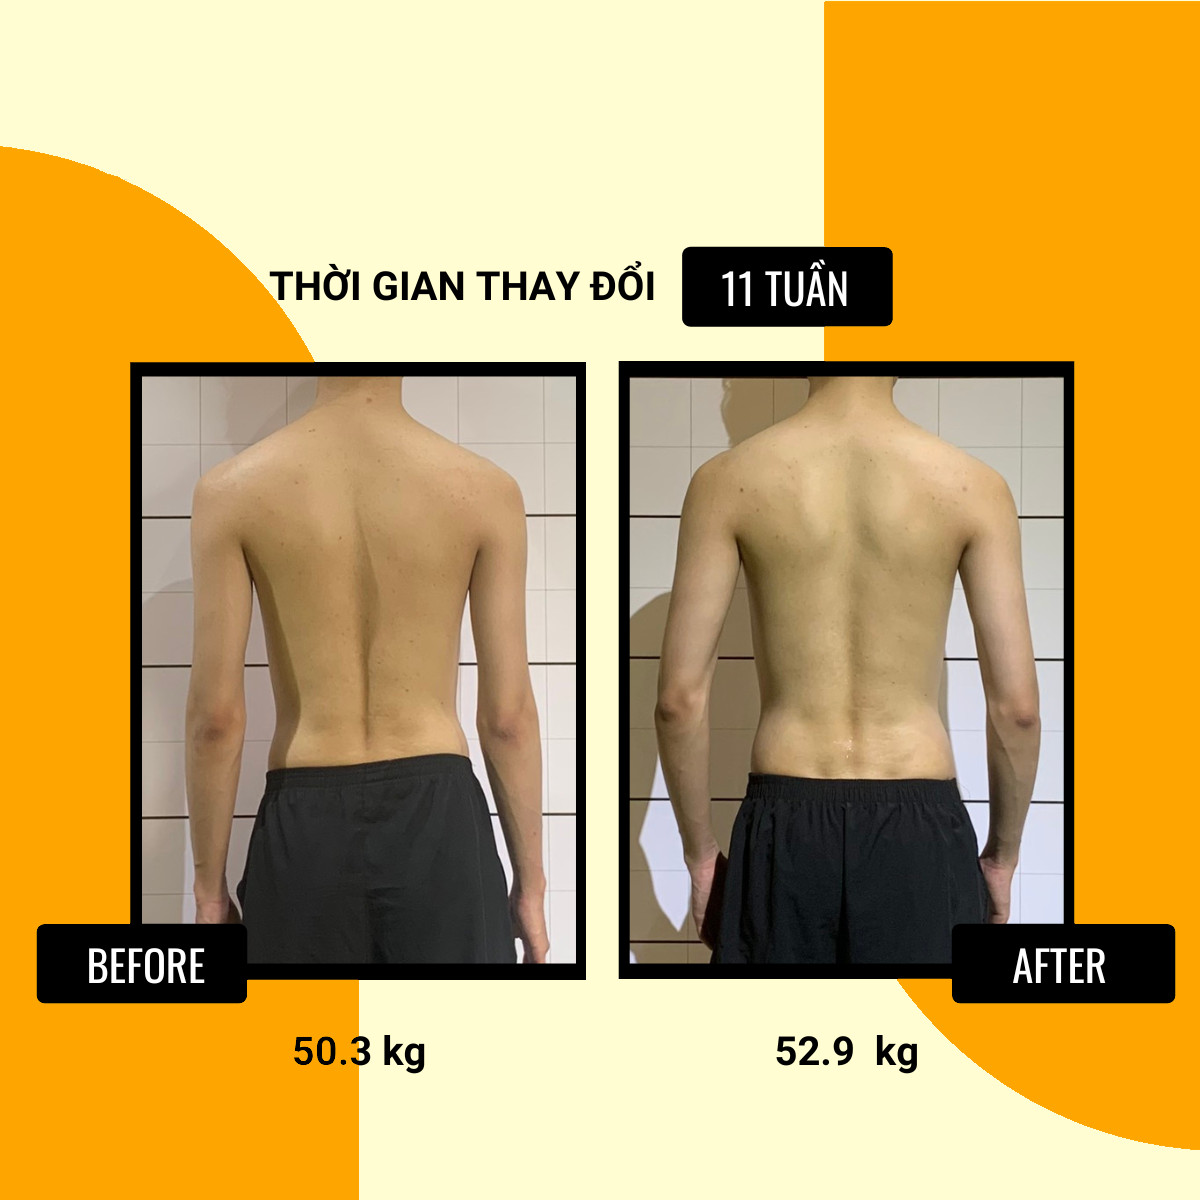 THỜI GIAN THAY ĐỔI 11 TUẦN
BEFORE
AFTER
50.3 kg
52.9 kg